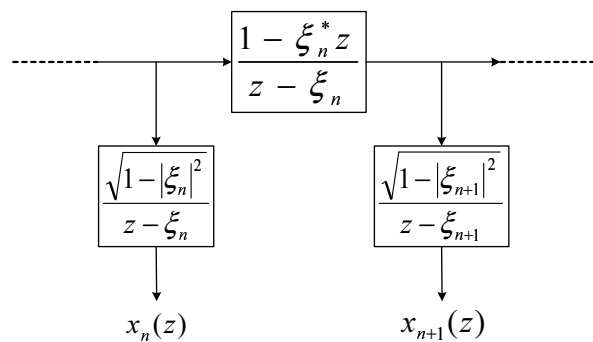 1 − ξ_n^* z
z − ξ_n
√(1−|ξ_n|^2)
z − ξ_n
√(1−|ξ_{n+1}|^2)
z − ξ_{n+1}
x_n(z)
x_{n+1}(z)